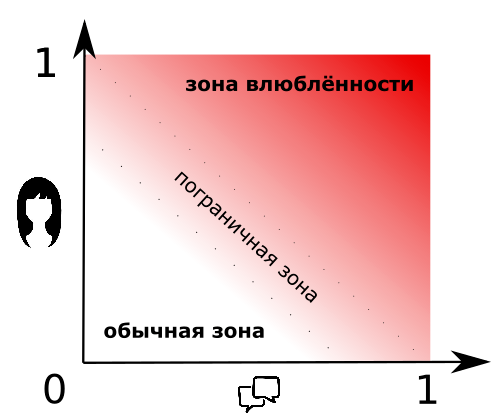 1
зона влюблённости
пограничная зона
обычная зона
0
1